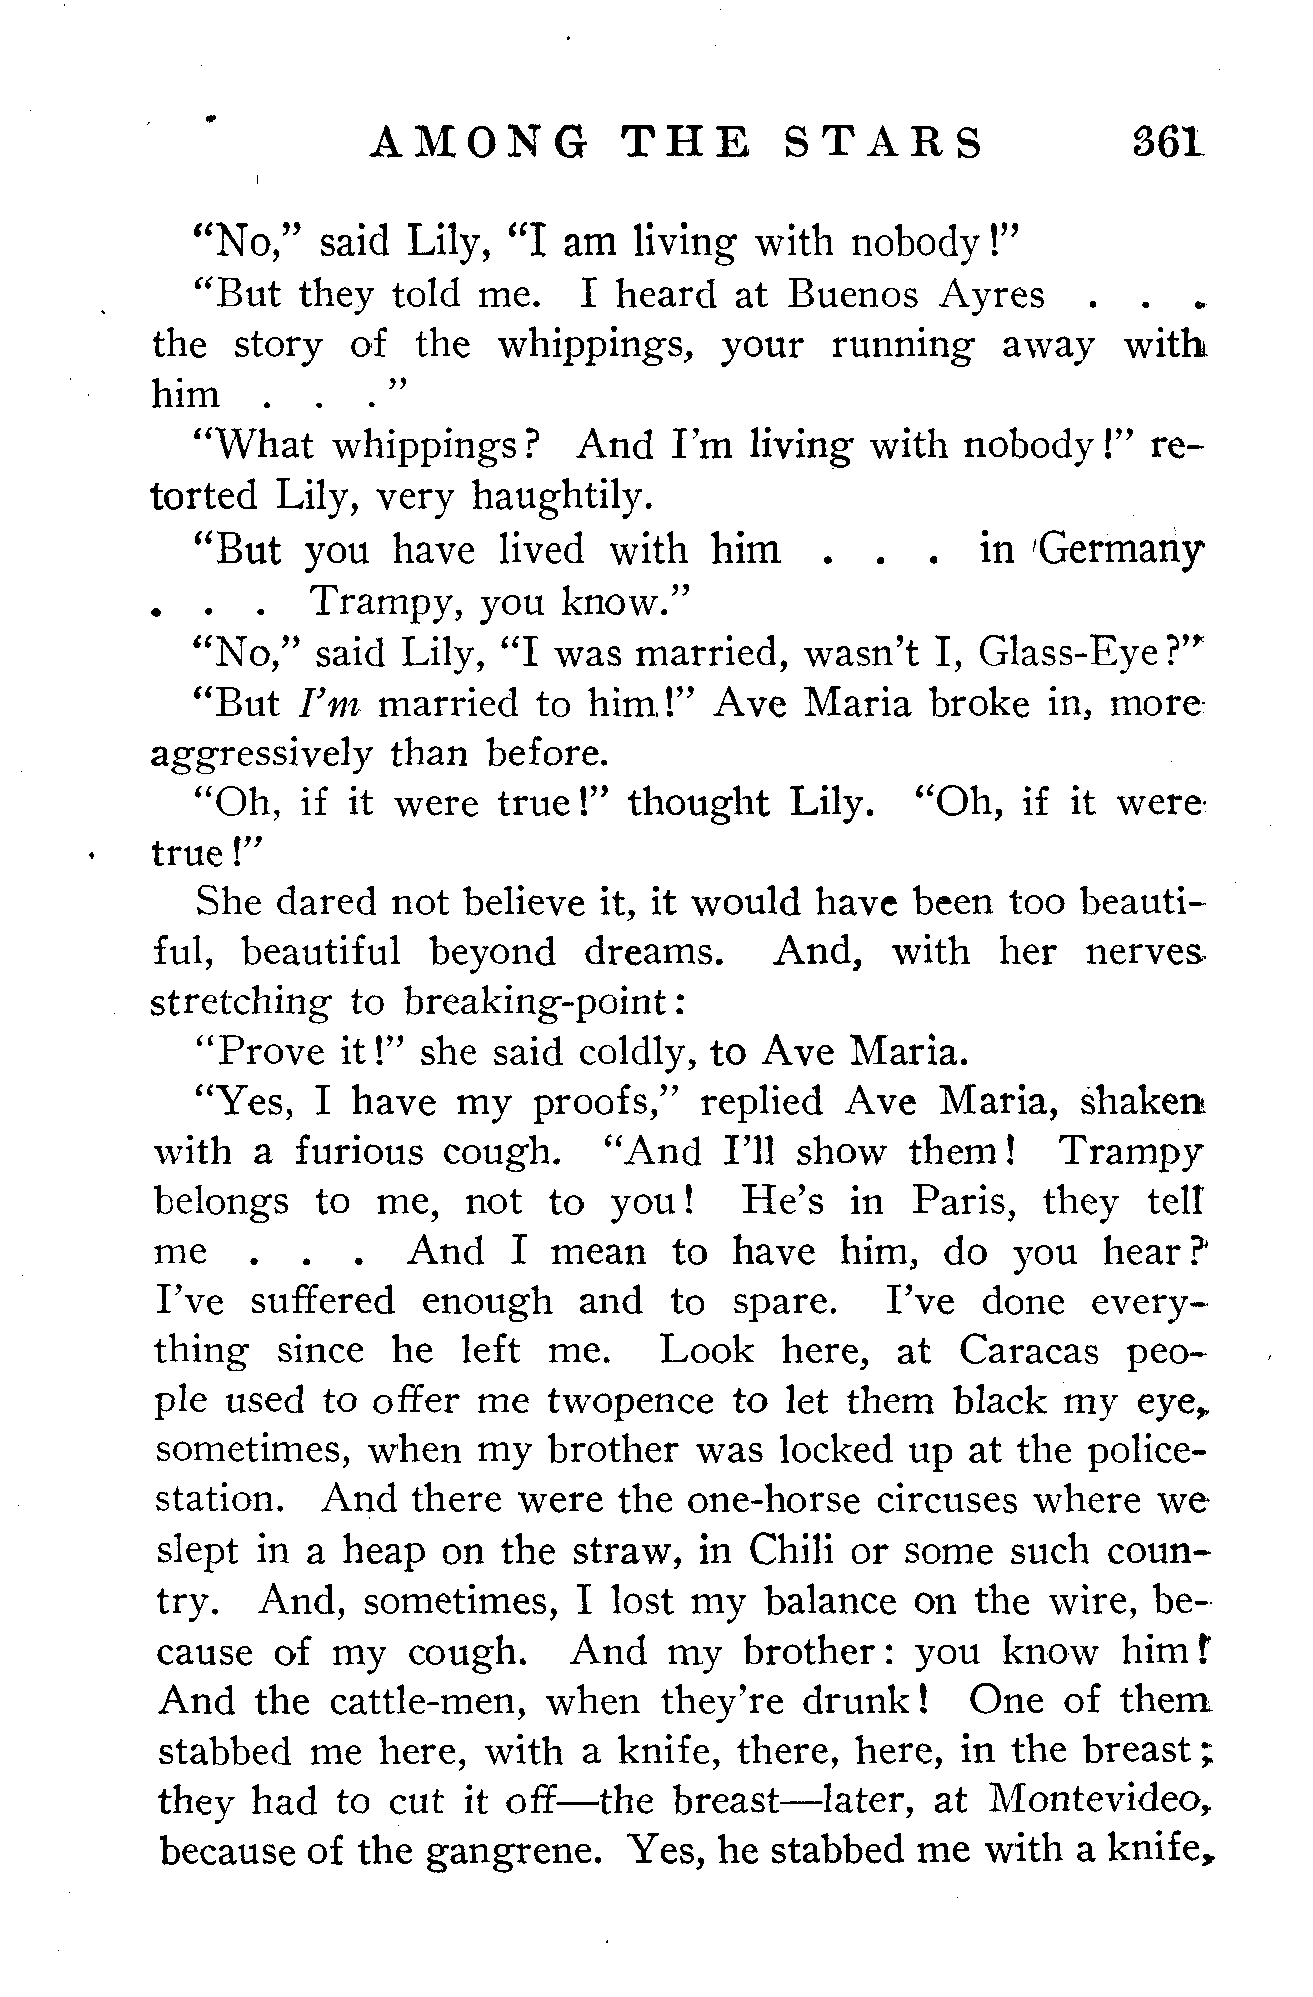 AMONG THE STARS 361
“No,” said Lily, “I am living with nobody!”
“But they told me. I heard at Buenos Ayres . . .
the story of the whippings, your running away with
him . . .”
“What whippings? And I’m living with nobody!” re-
torted Lily, very haughtily.
“But you have lived with him . . . in Germany
. . . Trampy, you know.”
“No,” said Lily, “I was married, wasn’t I, Glass-Eye?”
“But I’m married to him!” Ave Maria broke in, more
aggressively than before.
“Oh, if it were true!” thought Lily. “Oh, if it were
true!”
She dared not believe it, it would have been too beauti-
ful, beautiful beyond dreams. And, with her nerves
stretching to breaking-point:
“Prove it!” she said coldly, to Ave Maria.
“Yes, I have my proofs,” replied Ave Maria, shaken
with a furious cough. “And I’ll show them! Trampy
belongs to me, not to you! He’s in Paris, they tell
me . . . And I mean to have him, do you hear?
I’ve suffered enough and to spare. I’ve done every-
thing since he left me. Look here, at Caracas peo-
ple used to offer me twopence to let them black my eye,
sometimes, when my brother was locked up at the police-
station. And there were the one-horse circuses where we
slept in a heap on the straw, in Chili or some such coun-
try. And, sometimes, I lost my balance on the wire, be-
cause of my cough. And my brother: you know him!
And the cattle-men, when they’re drunk! One of them
stabbed me here, with a knife, there, here, in the breast;
they had to cut it off—the breast—later, at Montevideo,
because of the gangrene. Yes, he stabbed me with a knife,